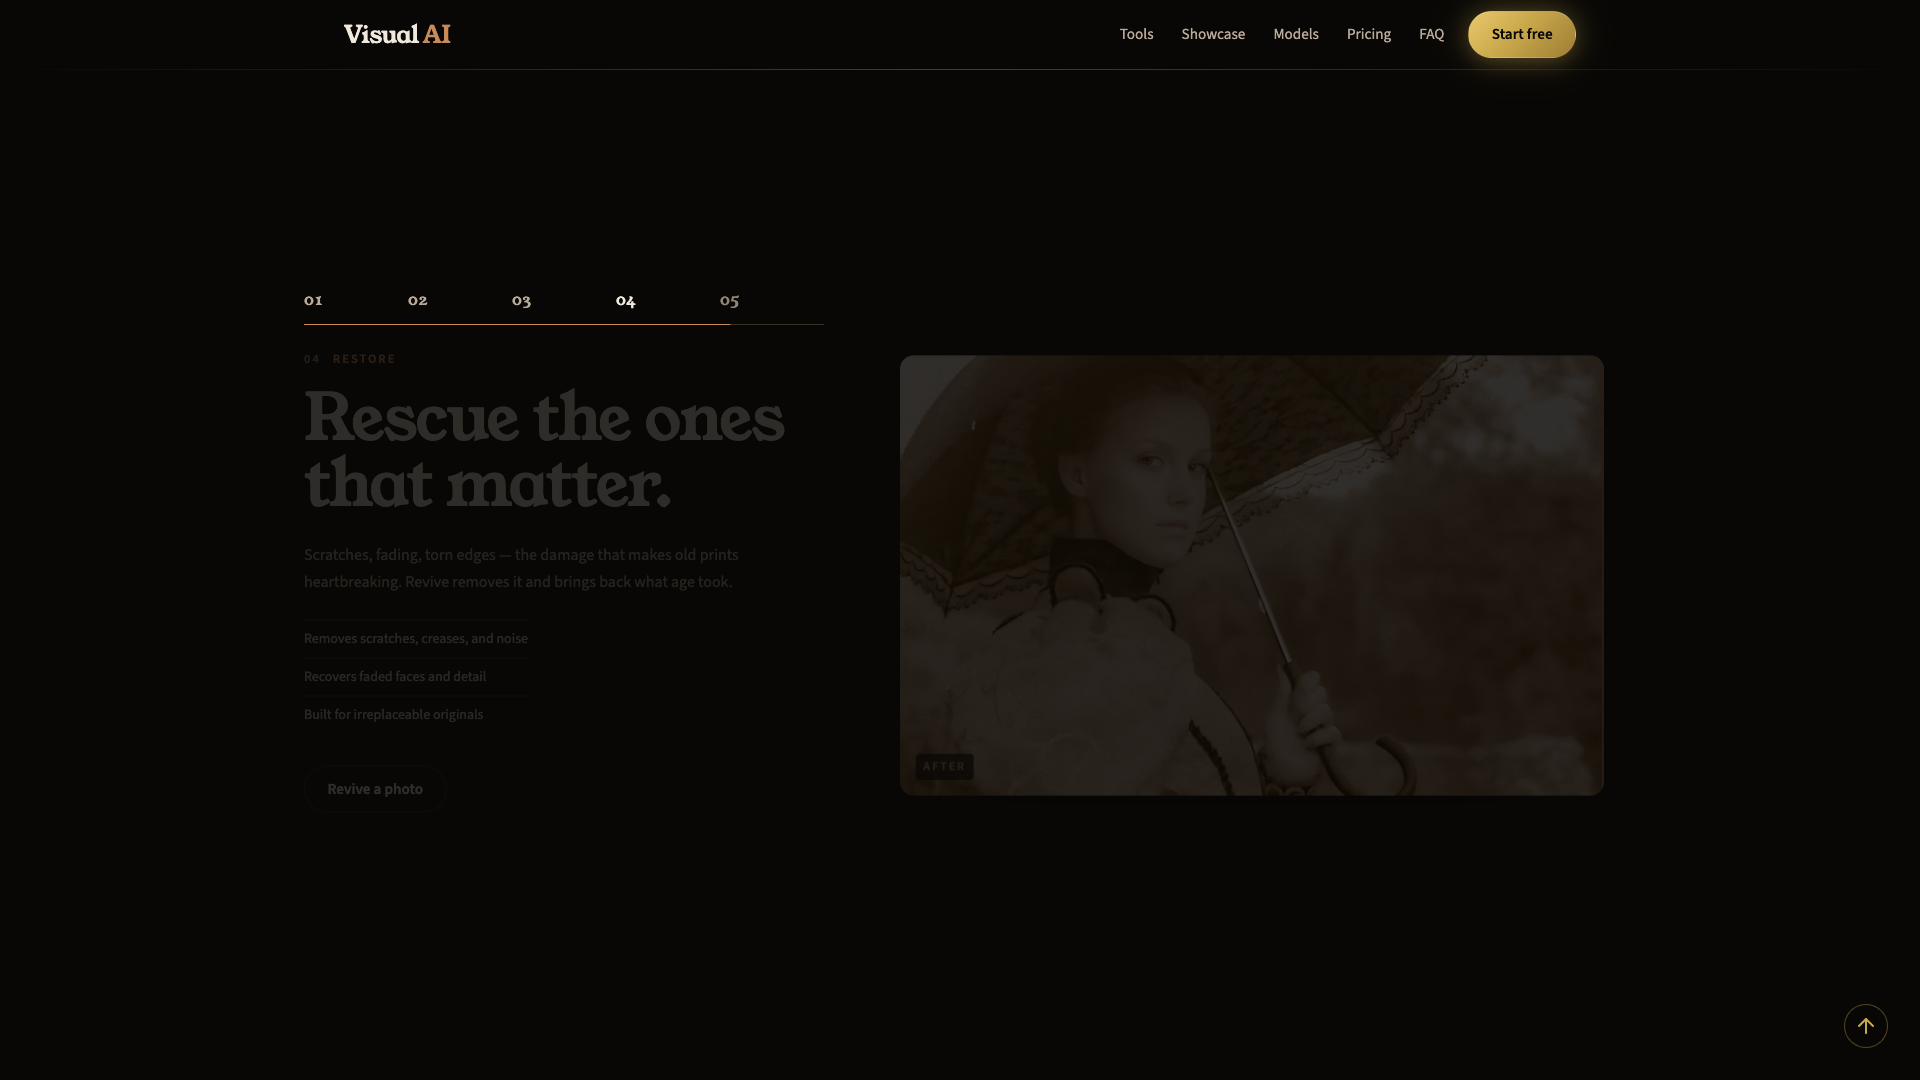 Visual AI
Tools Showcase Models Pricing FAQ Start free
01 02 03 04 05
04 RESTORE
Rescue the ones
that matter.
Scratches, fading, torn edges — the damage that makes old prints
heartbreaking. Revive removes it and brings back what age took.
Removes scratches, creases, and noise
Recovers faded faces and detail
Built for irreplaceable originals
Revive a photo
AFTER